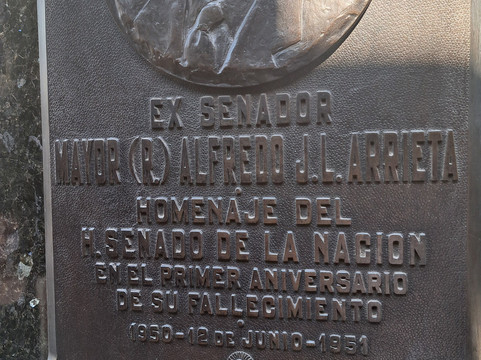 EX SENADOR
MAYOR (R.) ALFREDO J.L. ARRIETA
HOMENAJE DEL
H. SENADO DE LA NACION
EN EL PRIMER ANIVERSARIO
DE SU FALLECIMIENTO
1950-12 DE JUNIO-1951